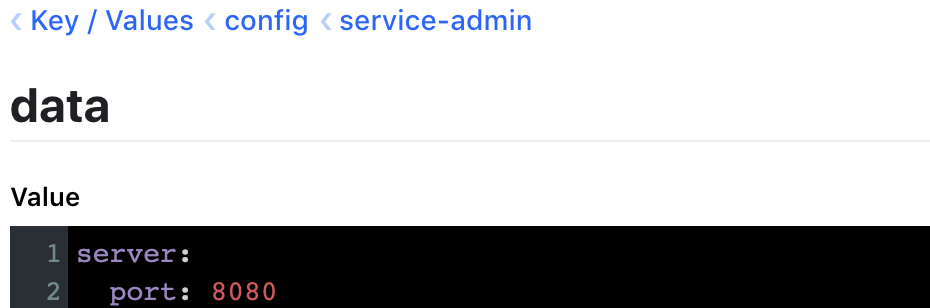 ‹ Key / Values ‹ config ‹ service-admin
data
Value
1 server:
2   port: 8080